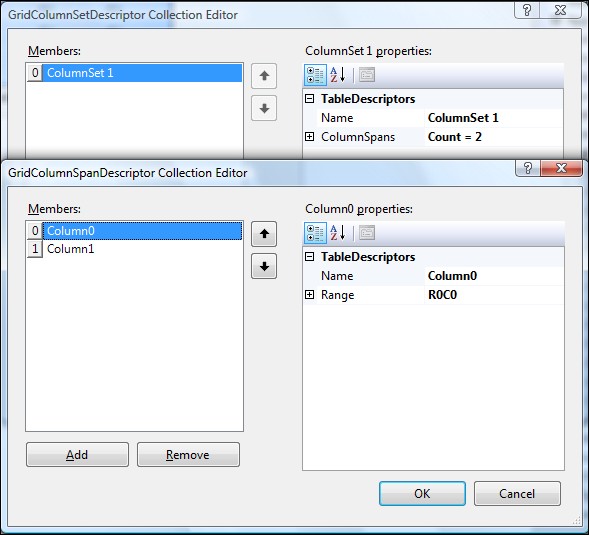 GridColumnSetDescriptor Collection Editor
Members:
ColumnSet 1 properties:
0 ColumnSet 1
TableDescriptors
Name ColumnSet 1
ColumnSpans Count = 2
GridColumnSpanDescriptor Collection Editor
Members:
Column0 properties:
0 Column0
1 Column1
TableDescriptors
Name Column0
Range R0C0
Add Remove
OK Cancel